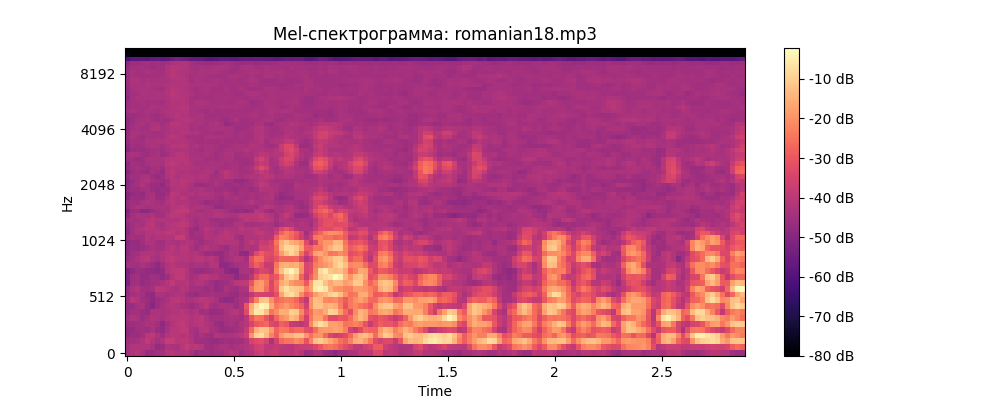 Mel-спектрограмма: romanian18.mp3
8192
4096
2048
1024
512
0
Hz
0 0.5 1 1.5 2 2.5
Time
-10 dB
-20 dB
-30 dB
-40 dB
-50 dB
-60 dB
-70 dB
-80 dB